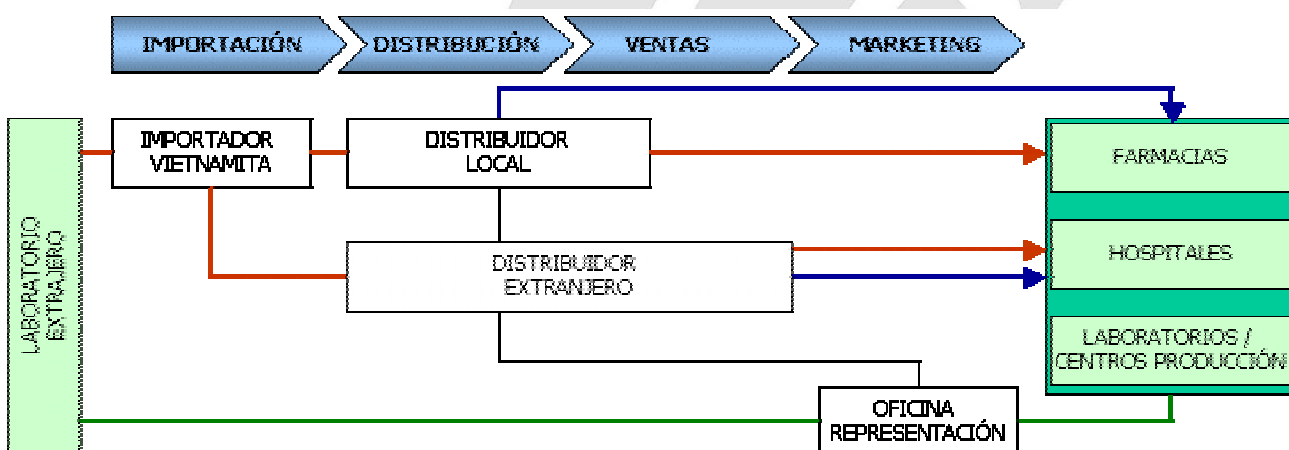 IMPORTACIÓN
DISTRIBUCIÓN
VENTAS
MARKETING
IMPORTADOR
VIETNAMITA
DISTRIBUIDOR
LOCAL
FARMACIAS
LABORATORIO
EXTRAJERO
DISTRIBUIDOR
EXTRANJERO
HOSPITALES
LABORATORIOS /
CENTROS PRODUCCIÓN
OFICINA
REPRESENTACIÓN